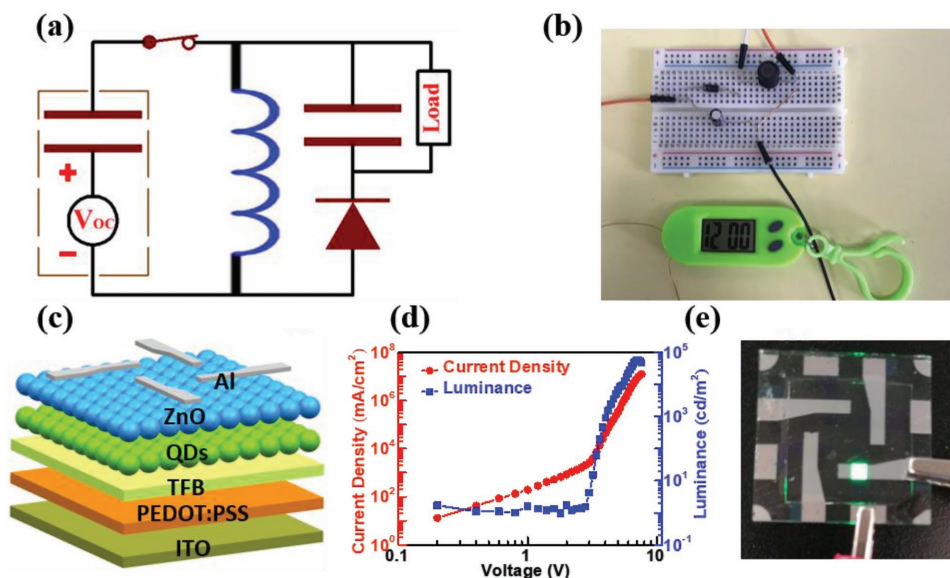 (a)
Load
+
Voc
−
(b)
12 00
(c)
Al
ZnO
QDs
TFB
PEDOT:PSS
ITO
(d)
Current Density (mA/cm²)
10⁸
10⁶
10⁴
10²
10⁰
Current Density
Luminance
10⁵
10³
10¹
10⁻¹
Luminance (cd/m²)
0.1
1
10
Voltage (V)
(e)